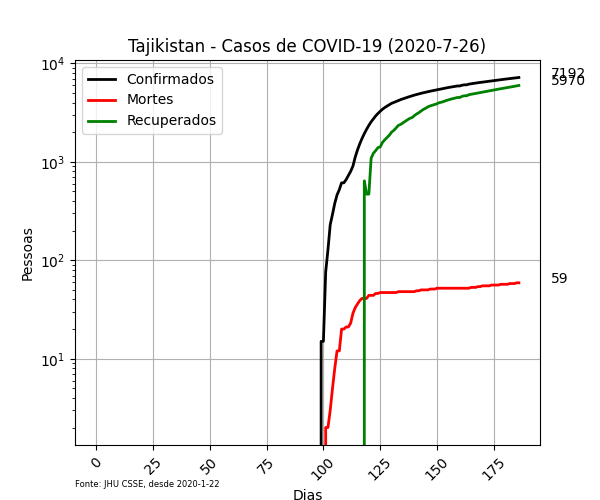 Tajikistan - Casos de COVID-19 (2020-7-26)
Confirmados
Mortes
Recuperados
10^4
10^3
10^2
10^1
Pessoas
7192
5970
59
0
25
50
75
100
125
150
175
Dias
Fonte: JHU CSSE, desde 2020-1-22